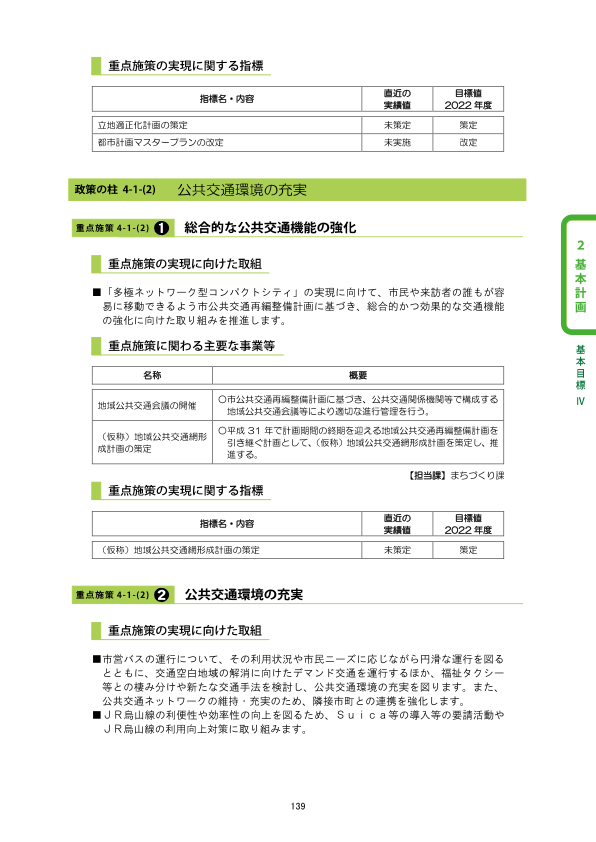 重点施策の実現に関する指標
指標名・内容
直近の
実績値
目標値
2022 年度
立地適正化計画の策定 未策定 策定
都市計画マスタープランの改定 未実施 改定
政策の柱 4-1-(2) 公共交通環境の充実
重点施策 4-1-(2) ❶ 総合的な公共交通機能の強化
重点施策の実現に向けた取組
■「多極ネットワーク型コンパクトシティ」の実現に向けて、市民や来訪者の誰もが容
易に移動できるよう市公共交通再編整備計画に基づき、総合的かつ効果的な交通機能
の強化に向けた取り組みを推進します。
重点施策に関わる主要な事業等
名称 概要
地域公共交通会議の開催
○市公共交通再編整備計画に基づき、公共交通関係機関等で構成する
地域公共交通会議等により適切な進行管理を行う。
（仮称）地域公共交通網形
成計画の策定
○平成 31 年で計画期間の終期を迎える地域公共交通再編整備計画を
引き継ぐ計画として、（仮称）地域公共交通網形成計画を策定し、推
進する。
【担当課】まちづくり課
重点施策の実現に関する指標
指標名・内容
直近の
実績値
目標値
2022 年度
（仮称）地域公共交通網形成計画の策定 未策定 策定
重点施策 4-1-(2) ❷ 公共交通環境の充実
重点施策の実現に向けた取組
■市営バスの運行について、その利用状況や市民ニーズに応じながら円滑な運行を図る
とともに、交通空白地域の解消に向けたデマンド交通を運行するほか、福祉タクシー
等との棲み分けや新たな交通手法を検討し、公共交通環境の充実を図ります。また、
公共交通ネットワークの維持・充実のため、隣接市町との連携を強化します。
■ＪＲ烏山線の利便性や効率性の向上を図るため、Ｓｕｉｃａ等の導入等の要請活動や
ＪＲ烏山線の利用向上対策に取り組みます。
2
基本計画
基本目標
Ⅳ
139